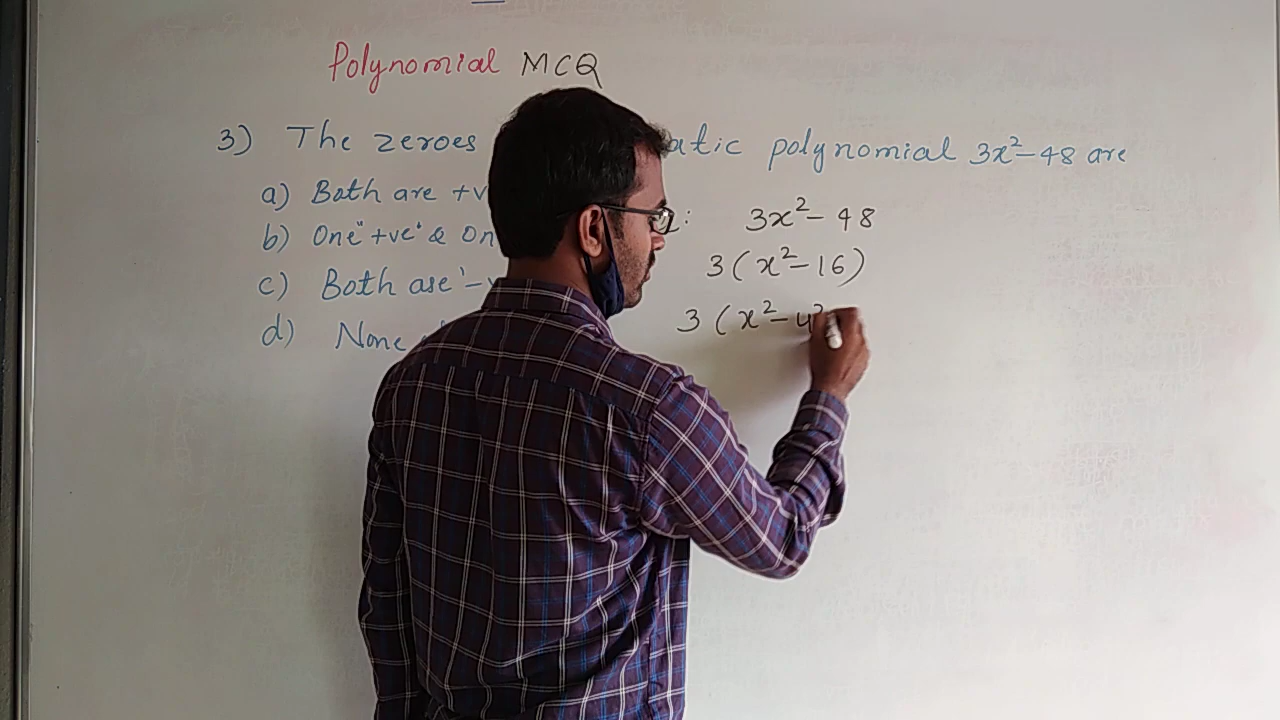 Polynomial MCQ
3) The zeroes atic polynomial 3x²-48 are
a) Both are +v
b) One "+ve' & On
: 3x² - 48
3(x²-16)
c) Both are '-
3(x²-4²
d) None